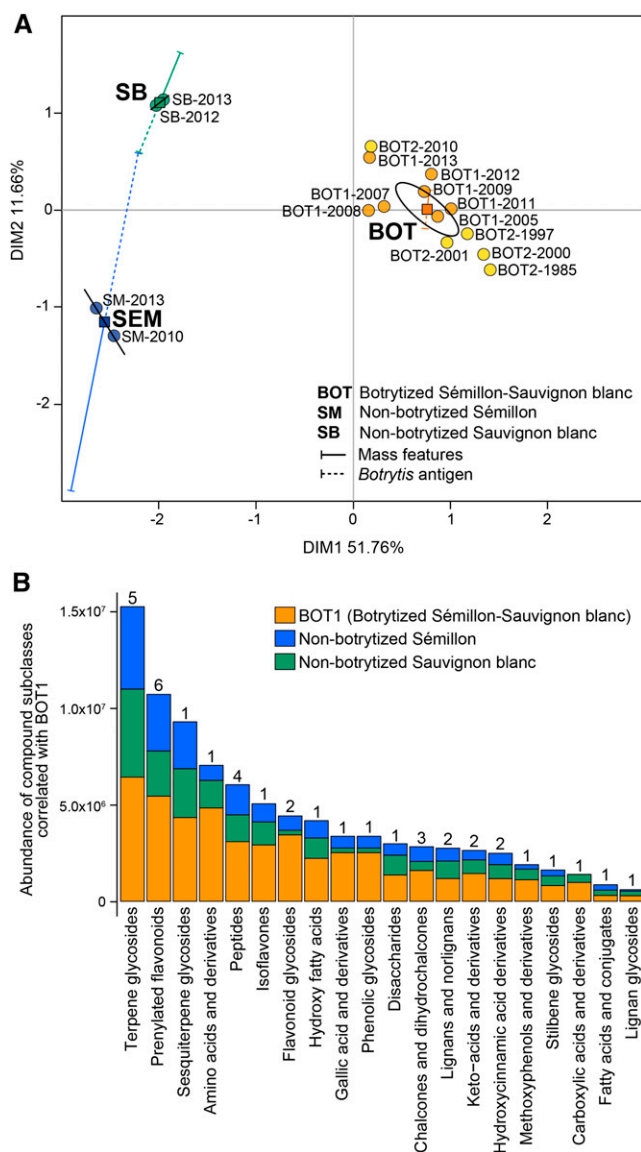 A
DIM2 11.66%
1
0
-1
-2
SB
SB-2013
SB-2012
SM-2013
SEM
SM-2010
BOT2-2010
BOT1-2013
BOT1-2012
BOT1-2007
BOT1-2009
BOT1-2008
BOT1-2011
BOT
BOT1-2005
BOT2-1997
BOT2-2001
BOT2-2000
BOT2-1985
BOT Botrytized Sémillon-Sauvignon blanc
SM Non-botrytized Sémillon
SB Non-botrytized Sauvignon blanc
Mass features
Botrytis antigen
-2 -1 0 1 2
DIM1 51.76%
B
Abundance of compound subclasses
correlated with BOT1
1.5x10⁷
1.0x10⁷
5.0x10⁶
0
BOT1 (Botrytized Sémillon-Sauvignon blanc)
Non-botrytized Sémillon
Non-botrytized Sauvignon blanc
5 6 1 1 4 1 2 1 1 1 1 3 2 2 2 1 1 1 1 1
Terpene glycosides
Prenylated flavonoids
Sesquiterpene glycosides
Amino acids and derivatives
Peptides
Isoflavones
Flavonoid glycosides
Hydroxy fatty acids
Gallic acid and derivatives
Phenolic glycosides
Disaccharides
Chalcones and dihydrochalcones
Lignans and norlignans
Keto-acids and derivatives
Hydroxycinnamic acid derivatives
Methoxyphenols and derivatives
Stilbene glycosides
Carboxylic acids and derivatives
Fatty acids and conjugates
Lignan glycosides